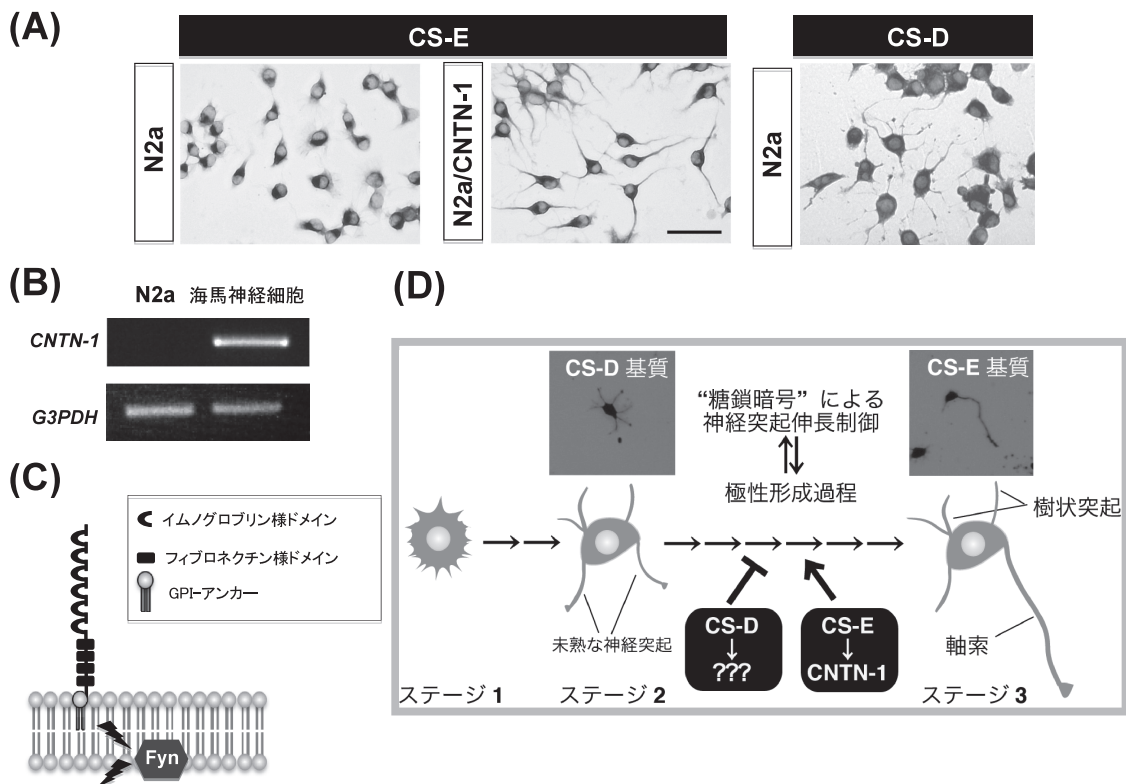 (A)
CS-E
CS-D
N2a
N2a/CNTN-1
N2a
(B)
N2a 海馬神経細胞
CNTN-1
G3PDH
(C)
イムノグロブリン様ドメイン
フィブロネクチン様ドメイン
GPI-アンカー
Fyn
(D)
CS-D 基質
“糖鎖暗号”による
神経突起伸長制御
極性形成過程
CS-E 基質
樹状突起
未熟な神経突起
CS-D
???
CS-E
CNTN-1
軸索
ステージ 1
ステージ 2
ステージ 3